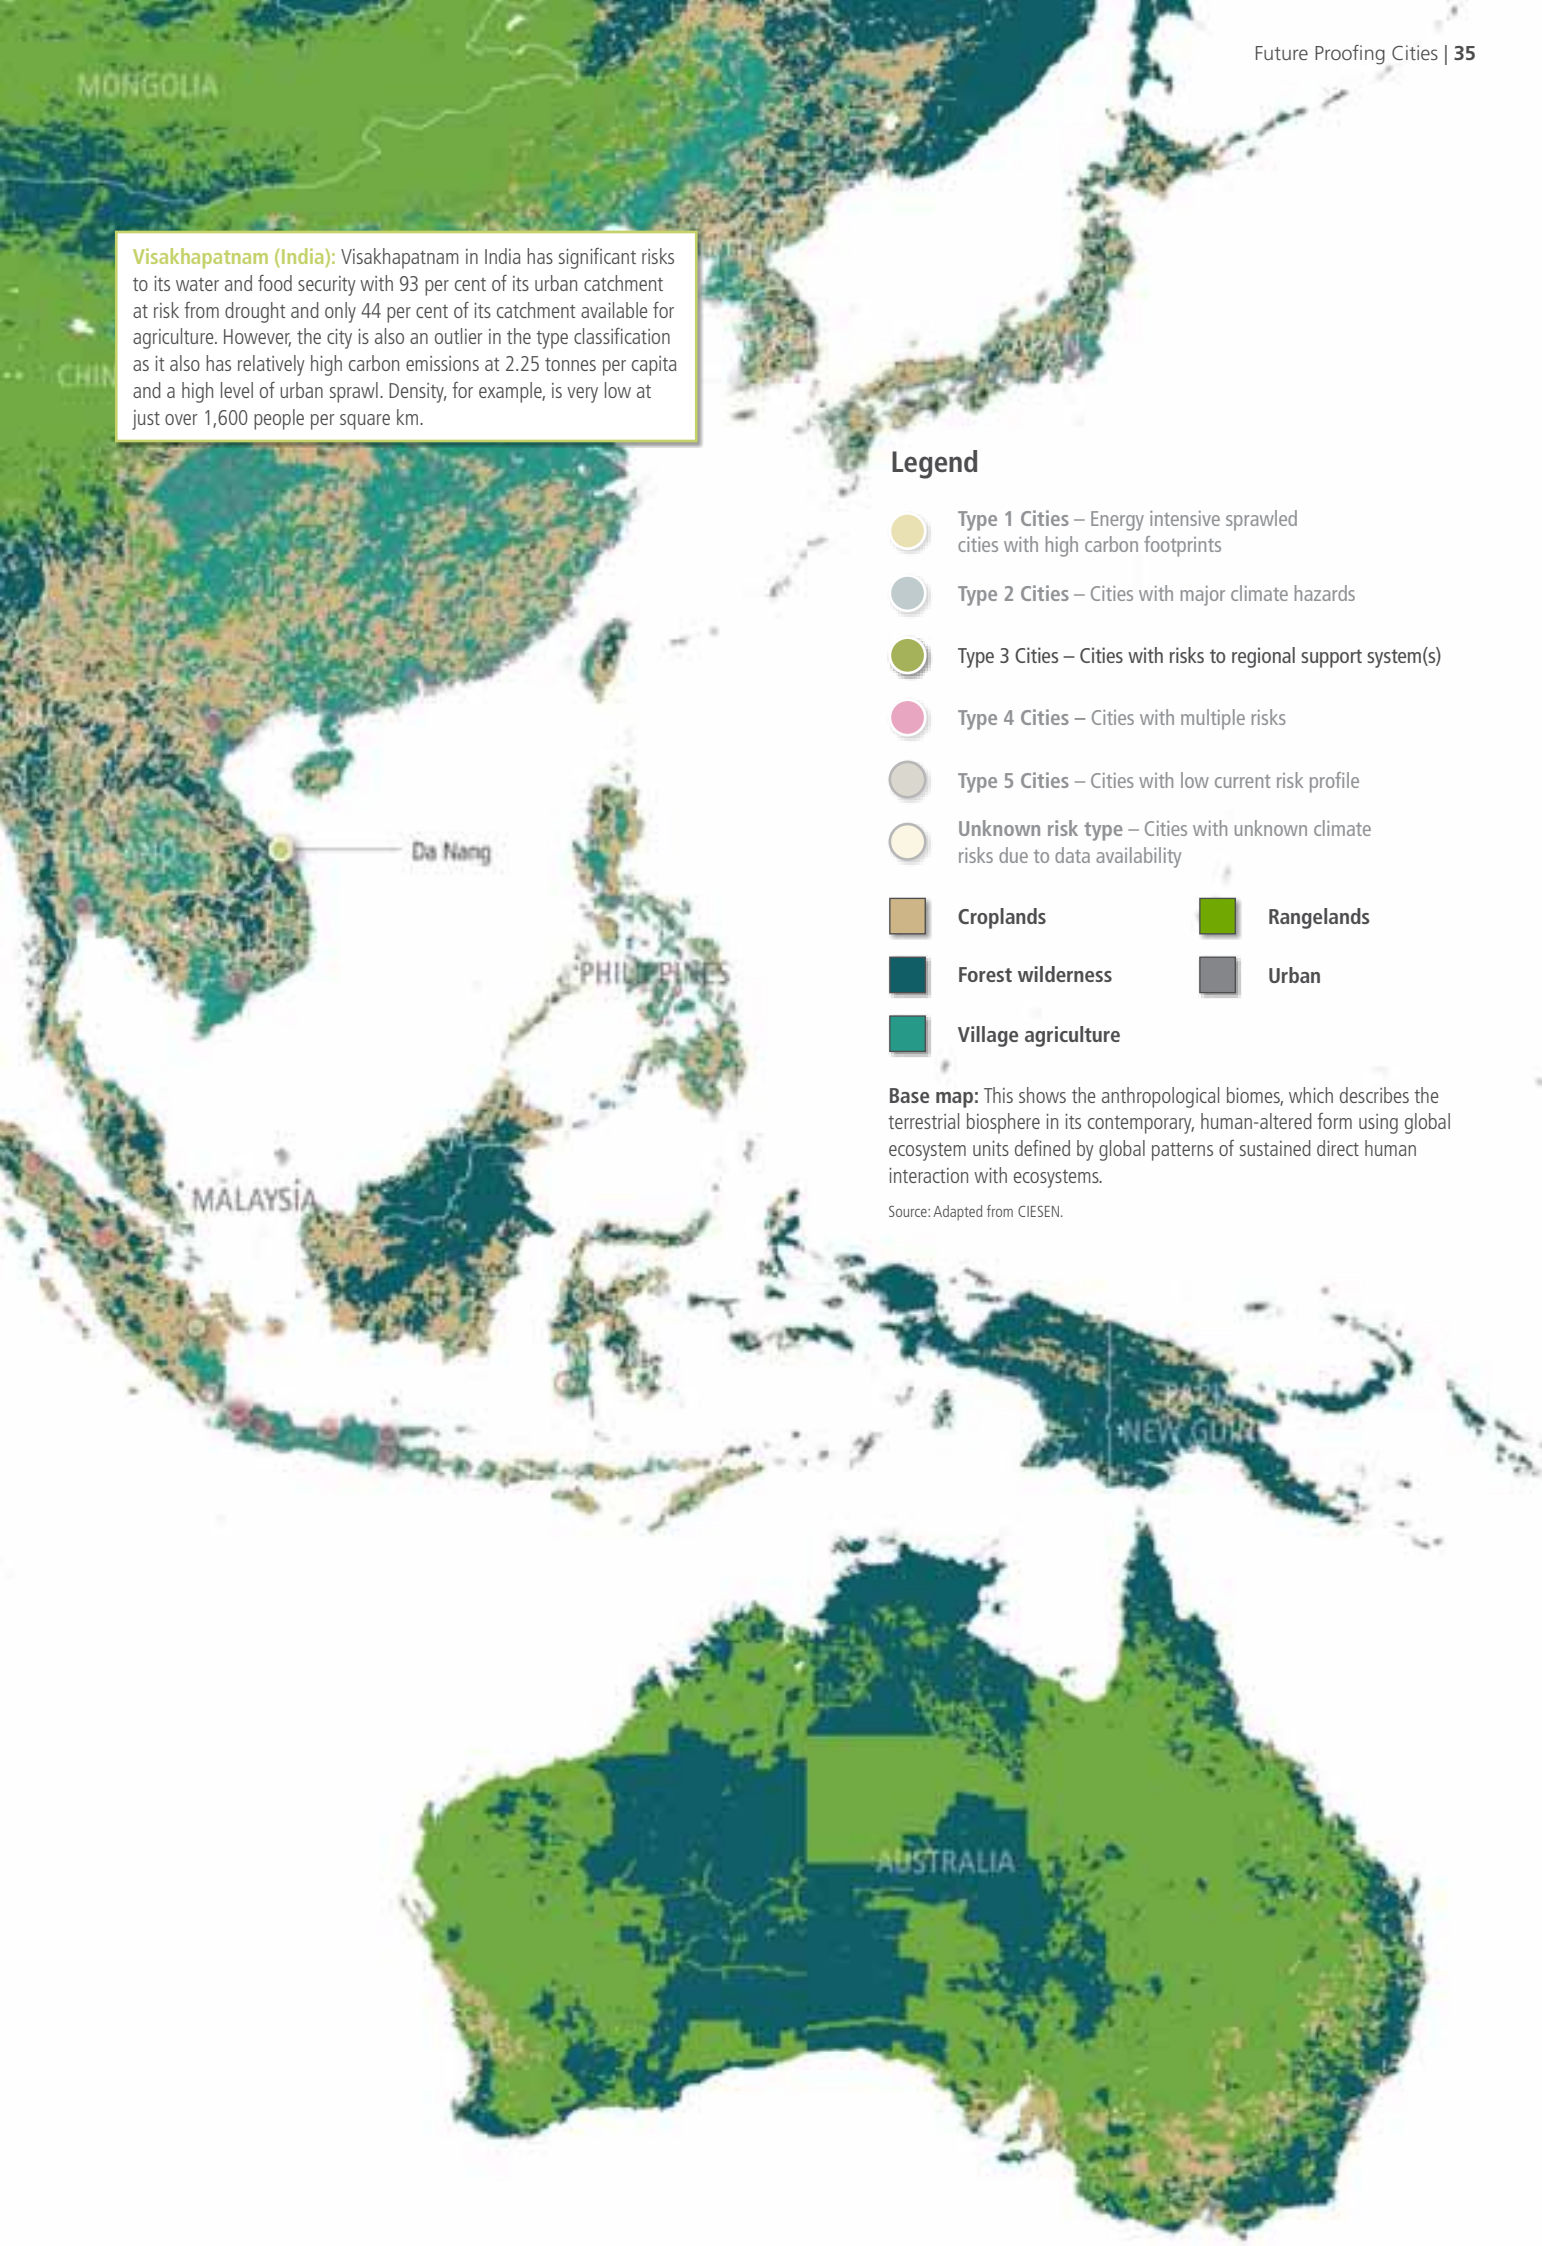 Future Proofing Cities | 35
MONGOLIA
Visakhapatnam (India): Visakhapatnam in India has significant risks
to its water and food security with 93 per cent of its urban catchment
at risk from drought and only 44 per cent of its catchment available for
agriculture. However, the city is also an outlier in the type classification
as it also has relatively high carbon emissions at 2.25 tonnes per capita
and a high level of urban sprawl. Density, for example, is very low at
just over 1,600 people per square km.
Legend
Type 1 Cities – Energy intensive sprawled
cities with high carbon footprints
Type 2 Cities – Cities with major climate hazards
Type 3 Cities – Cities with risks to regional support system(s)
Type 4 Cities – Cities with multiple risks
Type 5 Cities – Cities with low current risk profile
Unknown risk type – Cities with unknown climate
risks due to data availability
Croplands
Rangelands
Forest wilderness
Urban
Village agriculture
Base map: This shows the anthropological biomes, which describes the
terrestrial biosphere in its contemporary, human-altered form using global
ecosystem units defined by global patterns of sustained direct human
interaction with ecosystems.
Source: Adapted from CIESEN.
THAILAND
Da Nang
PHILIPPINES
MALAYSIA
NEW
AUSTRALIA